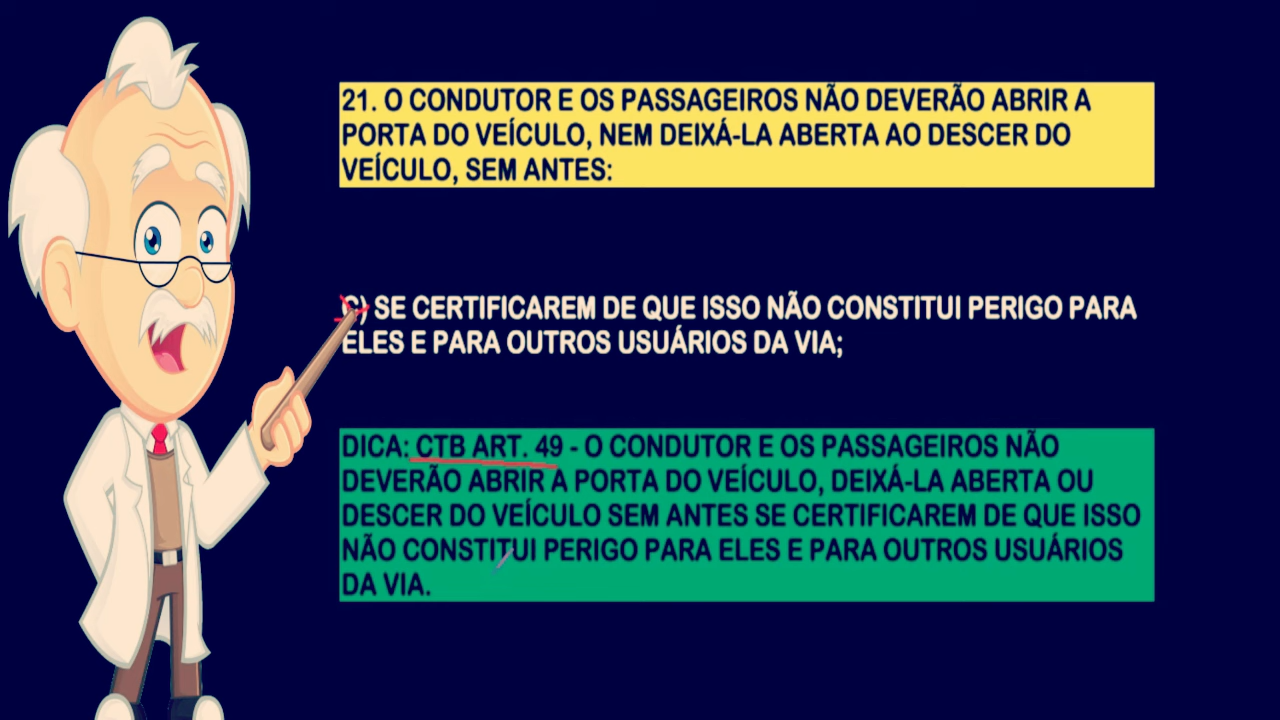 21. O CONDUTOR E OS PASSAGEIROS NÃO DEVERÃO ABRIR A
PORTA DO VEÍCULO, NEM DEIXÁ-LA ABERTA AO DESCER DO
VEÍCULO, SEM ANTES:
C) SE CERTIFICAREM DE QUE ISSO NÃO CONSTITUI PERIGO PARA
ELES E PARA OUTROS USUÁRIOS DA VIA;
DICA: CTB ART. 49 - O CONDUTOR E OS PASSAGEIROS NÃO
DEVERÃO ABRIR A PORTA DO VEÍCULO, DEIXÁ-LA ABERTA OU
DESCER DO VEÍCULO SEM ANTES SE CERTIFICAREM DE QUE ISSO
NÃO CONSTITUI PERIGO PARA ELES E PARA OUTROS USUÁRIOS
DA VIA.